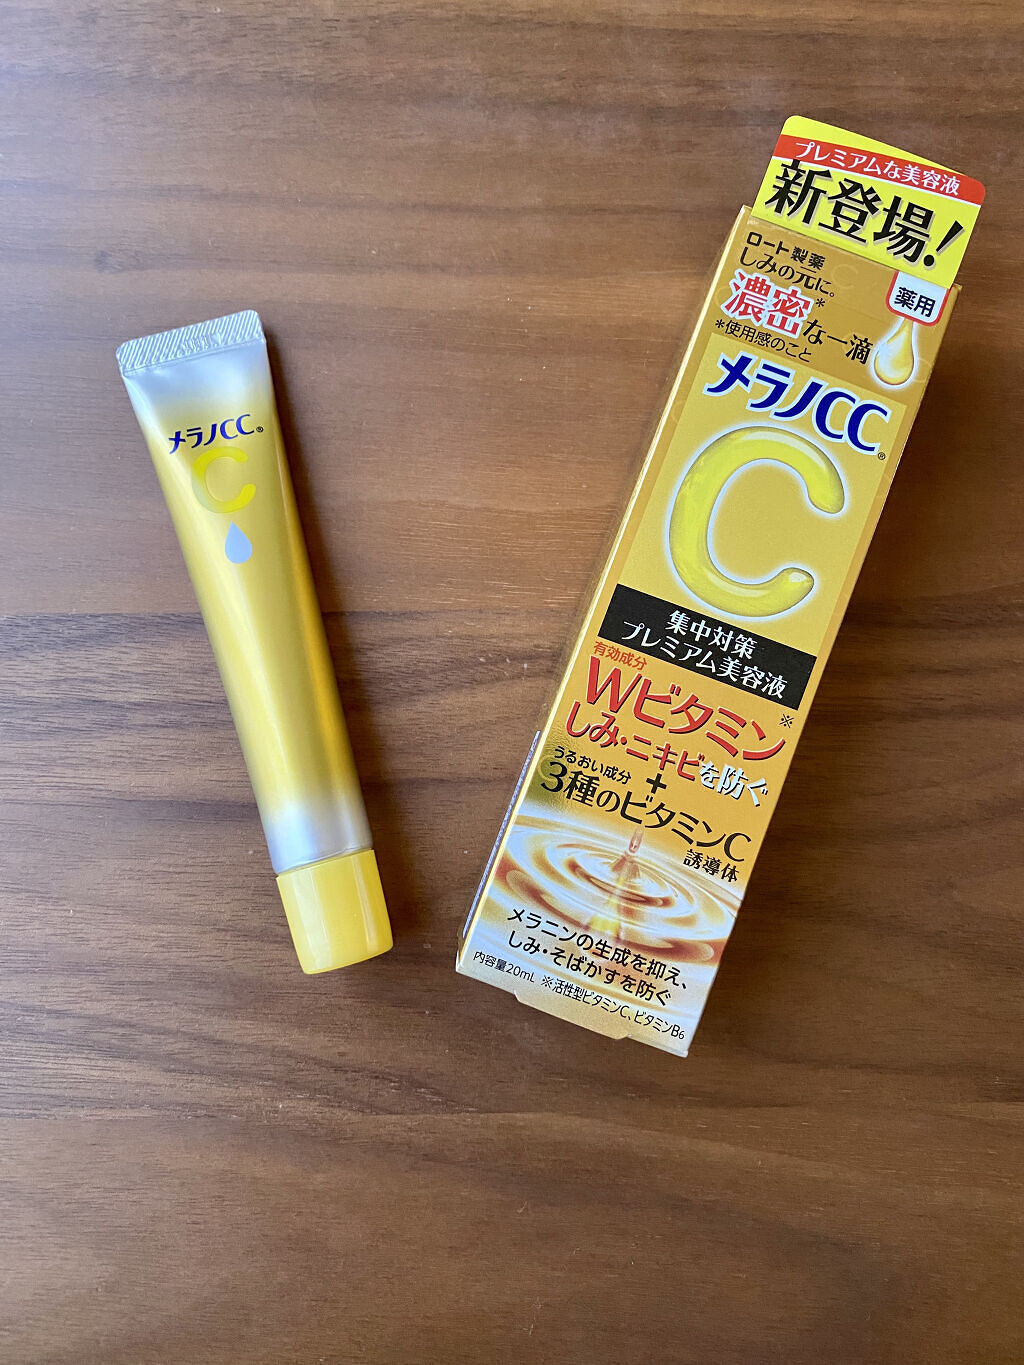 メラノCC®
C
プレミアムな美容液
新登場!
ロート製薬
しみの元に。
薬用
濃密*な一滴
*使用感のこと
メラノCC®
C
集中対策
プレミアム美容液
有効成分
Wビタミン※
しみ・ニキビを防ぐ
+
うるおい成分
3種のビタミンC
誘導体
メラニンの生成を抑え、
しみ・そばかすを防ぐ
内容量20mL ※活性型ビタミンC、ビタミンB6